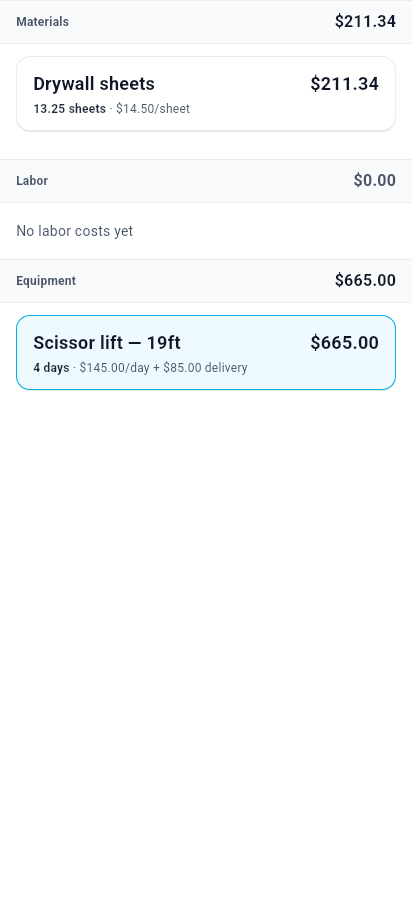 Materials $211.34
Drywall sheets $211.34
13.25 sheets · $14.50/sheet
Labor $0.00
No labor costs yet
Equipment $665.00
Scissor lift — 19ft $665.00
4 days · $145.00/day + $85.00 delivery